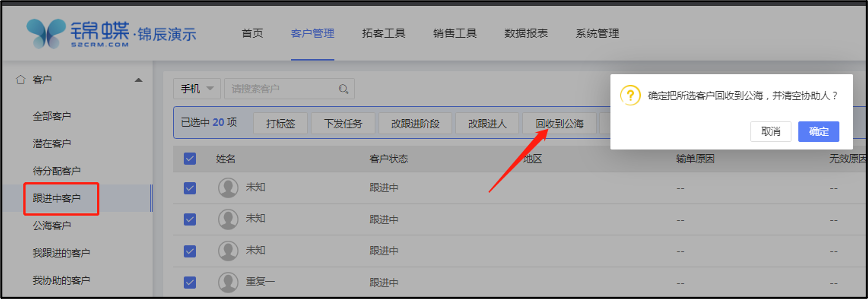 锦蝶·锦辰演示
52CRM.COM
首页 客户管理 拓客工具 销售工具 数据报表 系统管理
客户
全部客户
潜在客户
待分配客户
跟进中客户
公海客户
我跟进的客户
我协助的客户
手机 请搜索客户
已选中 20 项 打标签 下发任务 改跟进阶段 改跟进人 回收到公海
姓名 客户状态 地区 输单原因 无效原因
未知 跟进中 -- --
未知 跟进中 -- --
未知 跟进中 -- --
重复一 跟进中 -- --
确定把所选客户回收到公海，并清空协助人？
取消 确定